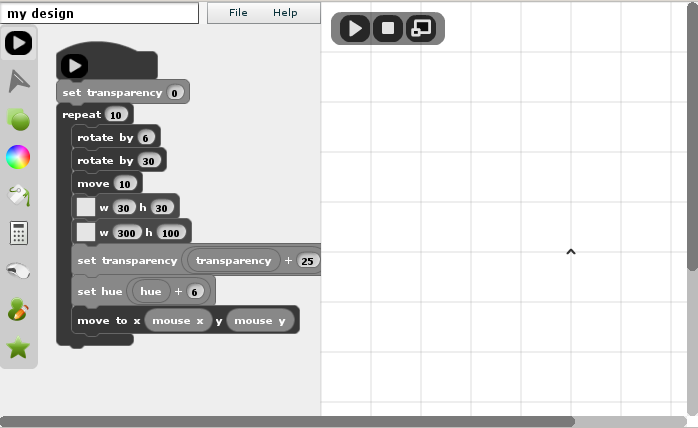 my design
File Help
set transparency 0
repeat 10
rotate by 6
rotate by 30
move 10
w 30 h 30
w 300 h 100
set transparency transparency + 25
set hue hue + 6
move to x mouse x y mouse y